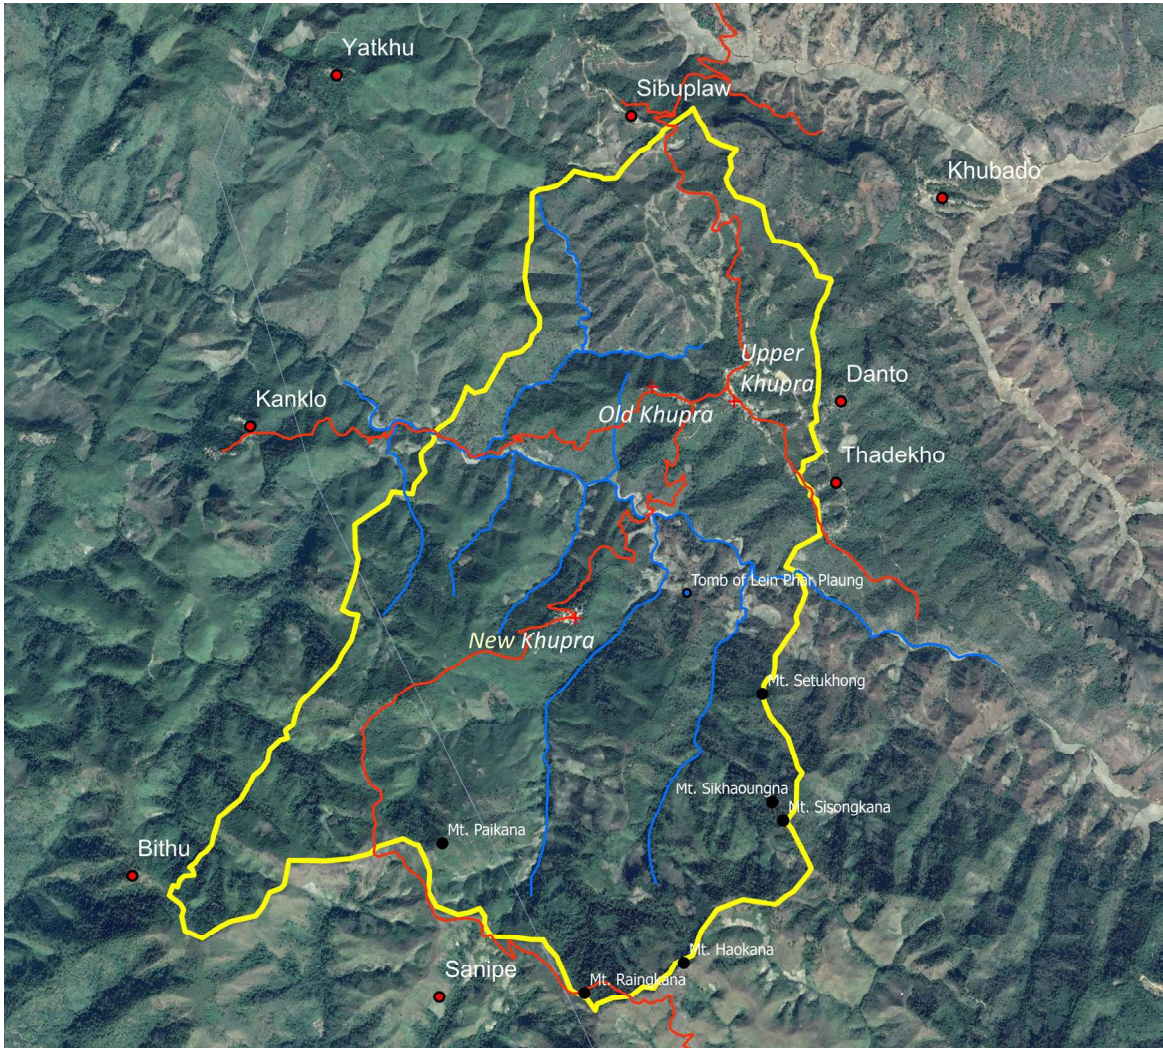 Yatkhu
Sibuplaw
Khubado
Upper
Khupra
Danto
Kanklo
Old Khupra
Thadekho
Tomb of Lein Phar Plaung
New Khupra
Mt. Setukhong
Mt. Sikhaoungna
Mt. Sisongkana
Mt. Paikana
Bithu
Mt. Haokana
Sanipe
Mt. Raingkana